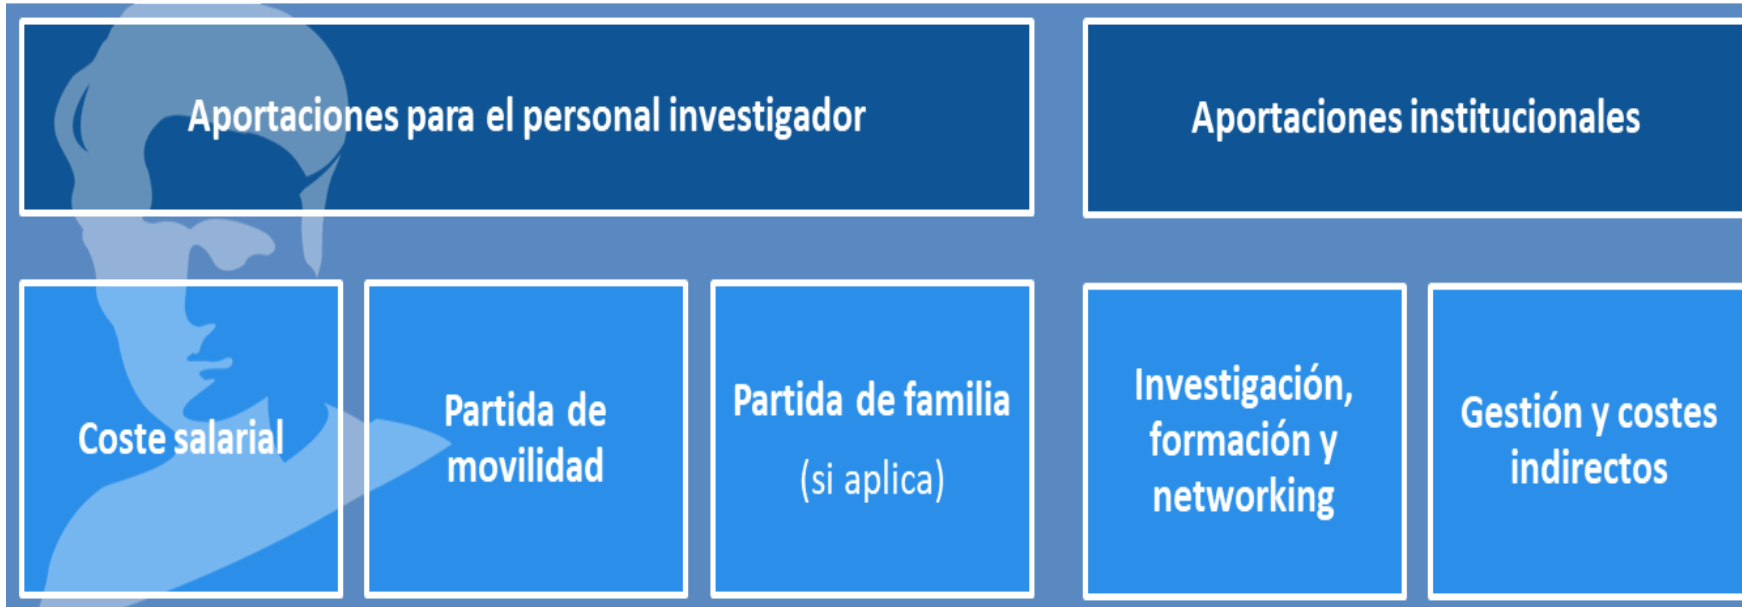 Aportaciones para el personal investigador
Aportaciones institucionales
Coste salarial
Partida de
movilidad
Partida de familia
(si aplica)
Investigación,
formación y
networking
Gestión y costes
indirectos